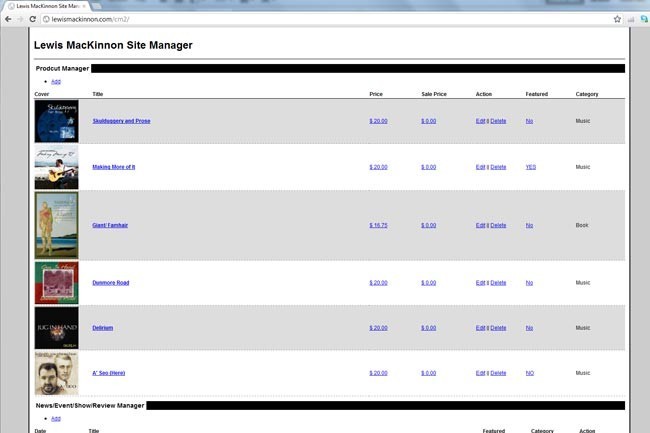 Lewis MacKinnon Site Man ×
lewismackinnon.com/cm2/
Lewis MacKinnon Site Manager
Prodcut Manager
Add
Cover Title Price Sale Price Action Featured Category
Skulduggery and Prose $ 20.00 $ 0.00 Edit || Delete No Music
Making More of It $ 20.00 $ 0.00 Edit || Delete YES Music
Giant/ Famhair $ 16.75 $ 0.00 Edit || Delete No Book
Dunmore Road $ 20.00 $ 0.00 Edit || Delete No Music
JUG IN HAND
Delirium $ 20.00 $ 0.00 Edit || Delete No Music
A' Seo (Here) $ 20.00 $ 0.00 Edit || Delete NO Music
News/Event/Show/Review Manager
Add
Date Title Featured Category Action